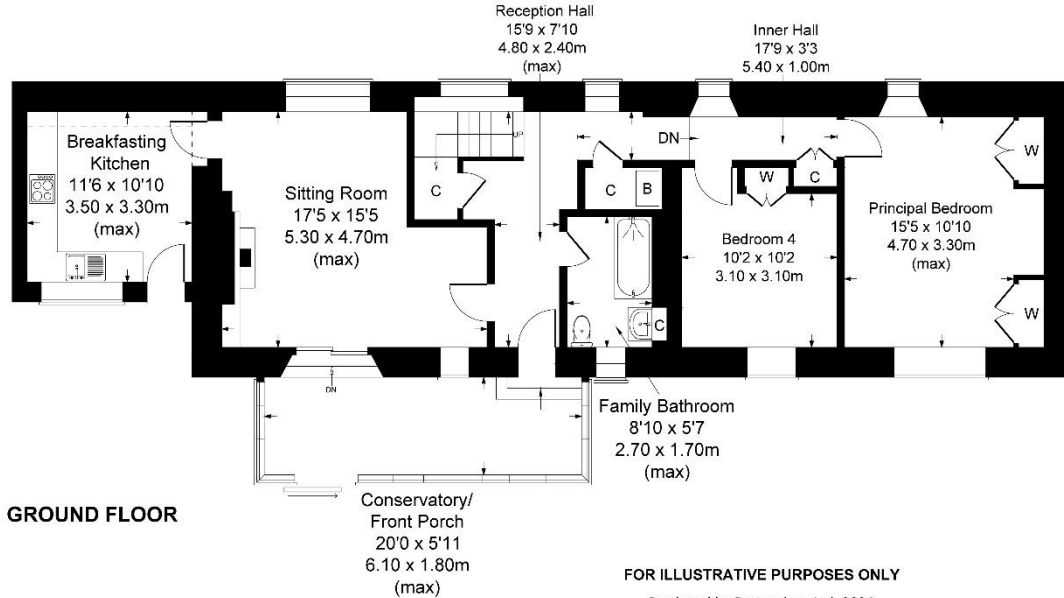 Reception Hall
15'9 x 7'10
4.80 x 2.40m
(max)
Inner Hall
17'9 x 3'3
5.40 x 1.00m
Breakfasting
Kitchen
11'6 x 10'10
3.50 x 3.30m
(max)
Sitting Room
17'5 x 15'5
5.30 x 4.70m
(max)
UP
C
DN
C
B
W
C
Bedroom 4
10'2 x 10'2
3.10 x 3.10m
Principal Bedroom
15'5 x 10'10
4.70 x 3.30m
(max)
W
W
C
DN
Family Bathroom
8'10 x 5'7
2.70 x 1.70m
(max)
GROUND FLOOR
Conservatory/
Front Porch
20'0 x 5'11
6.10 x 1.80m
(max)
FOR ILLUSTRATIVE PURPOSES ONLY